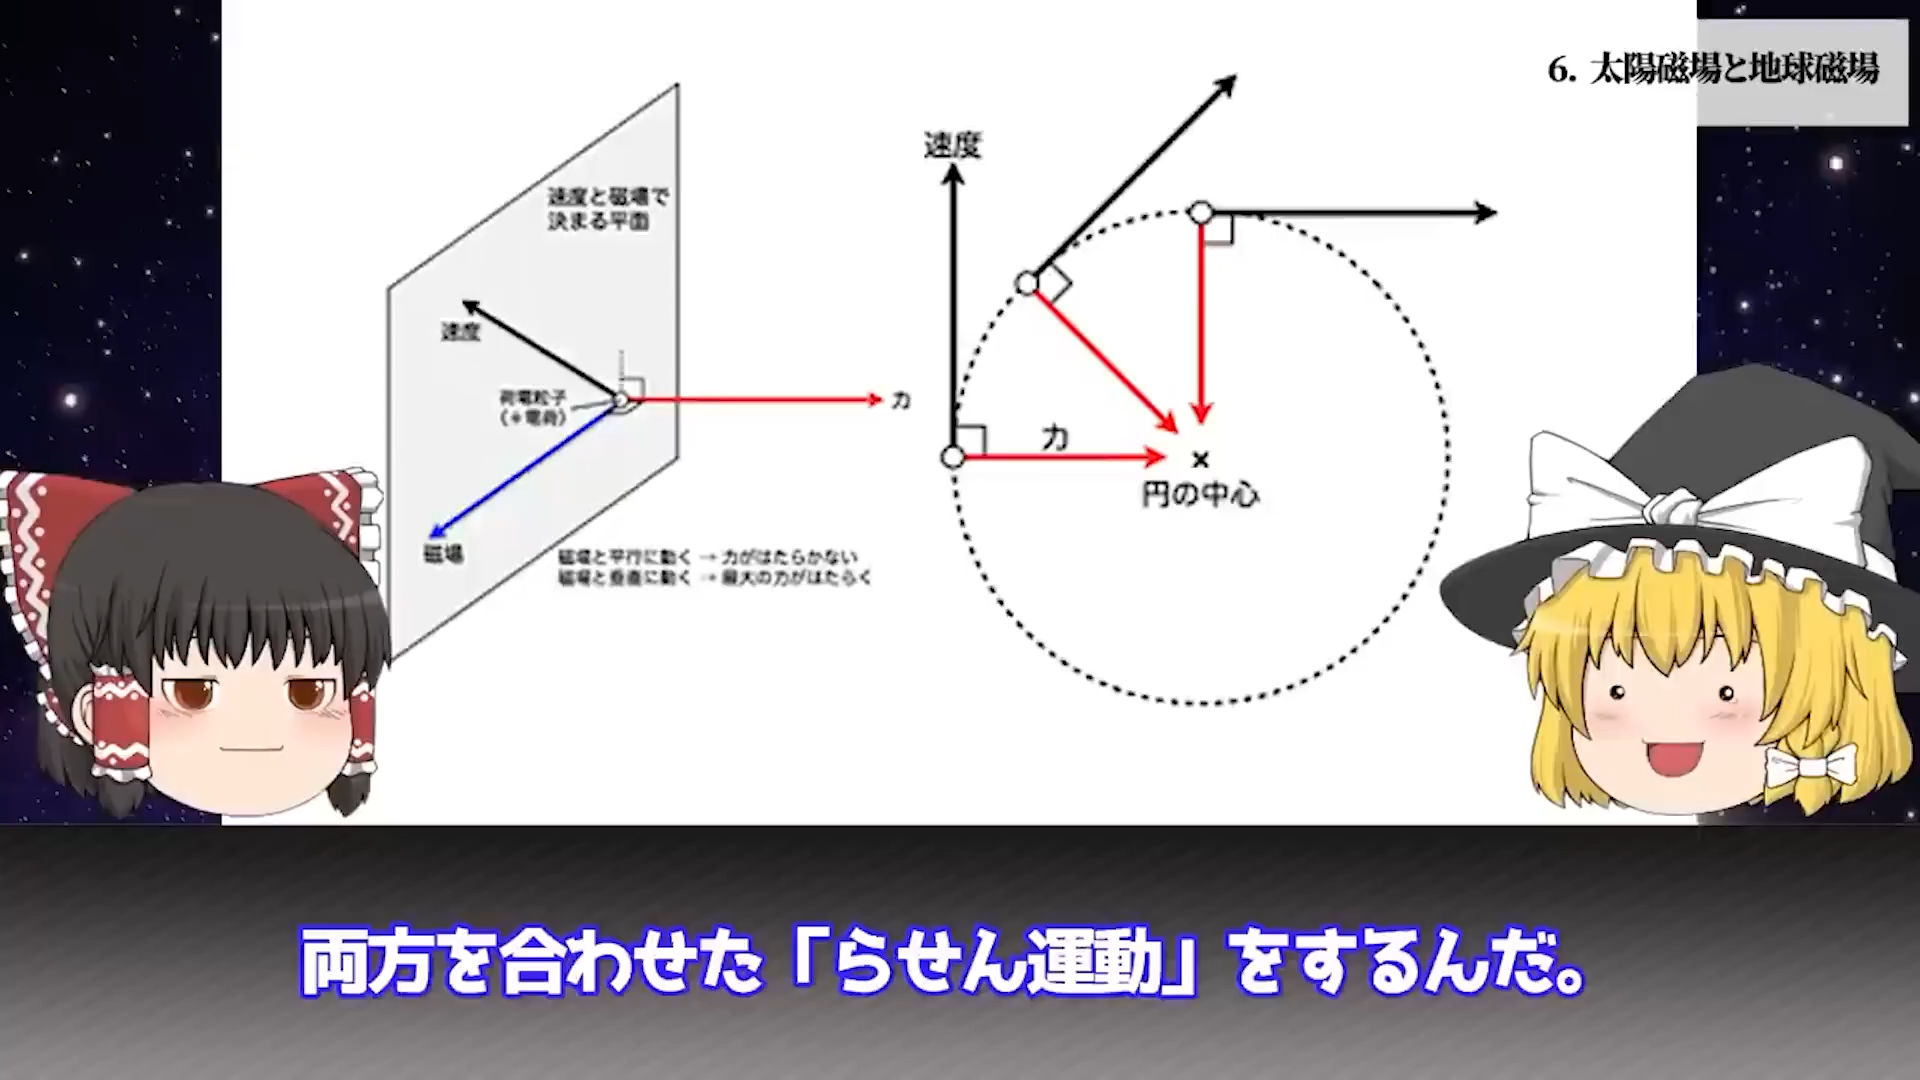 6. 太陽磁場と地球磁場
速度と磁場で
決まる平面
速度
荷電粒子
(+電荷)
力
磁場
磁場と平行に動く → 力がはたらかない
磁場と垂直に動く → 最大の力がはたらく
速度
力
×
円の中心
両方を合わせた「らせん運動」をするんだ。